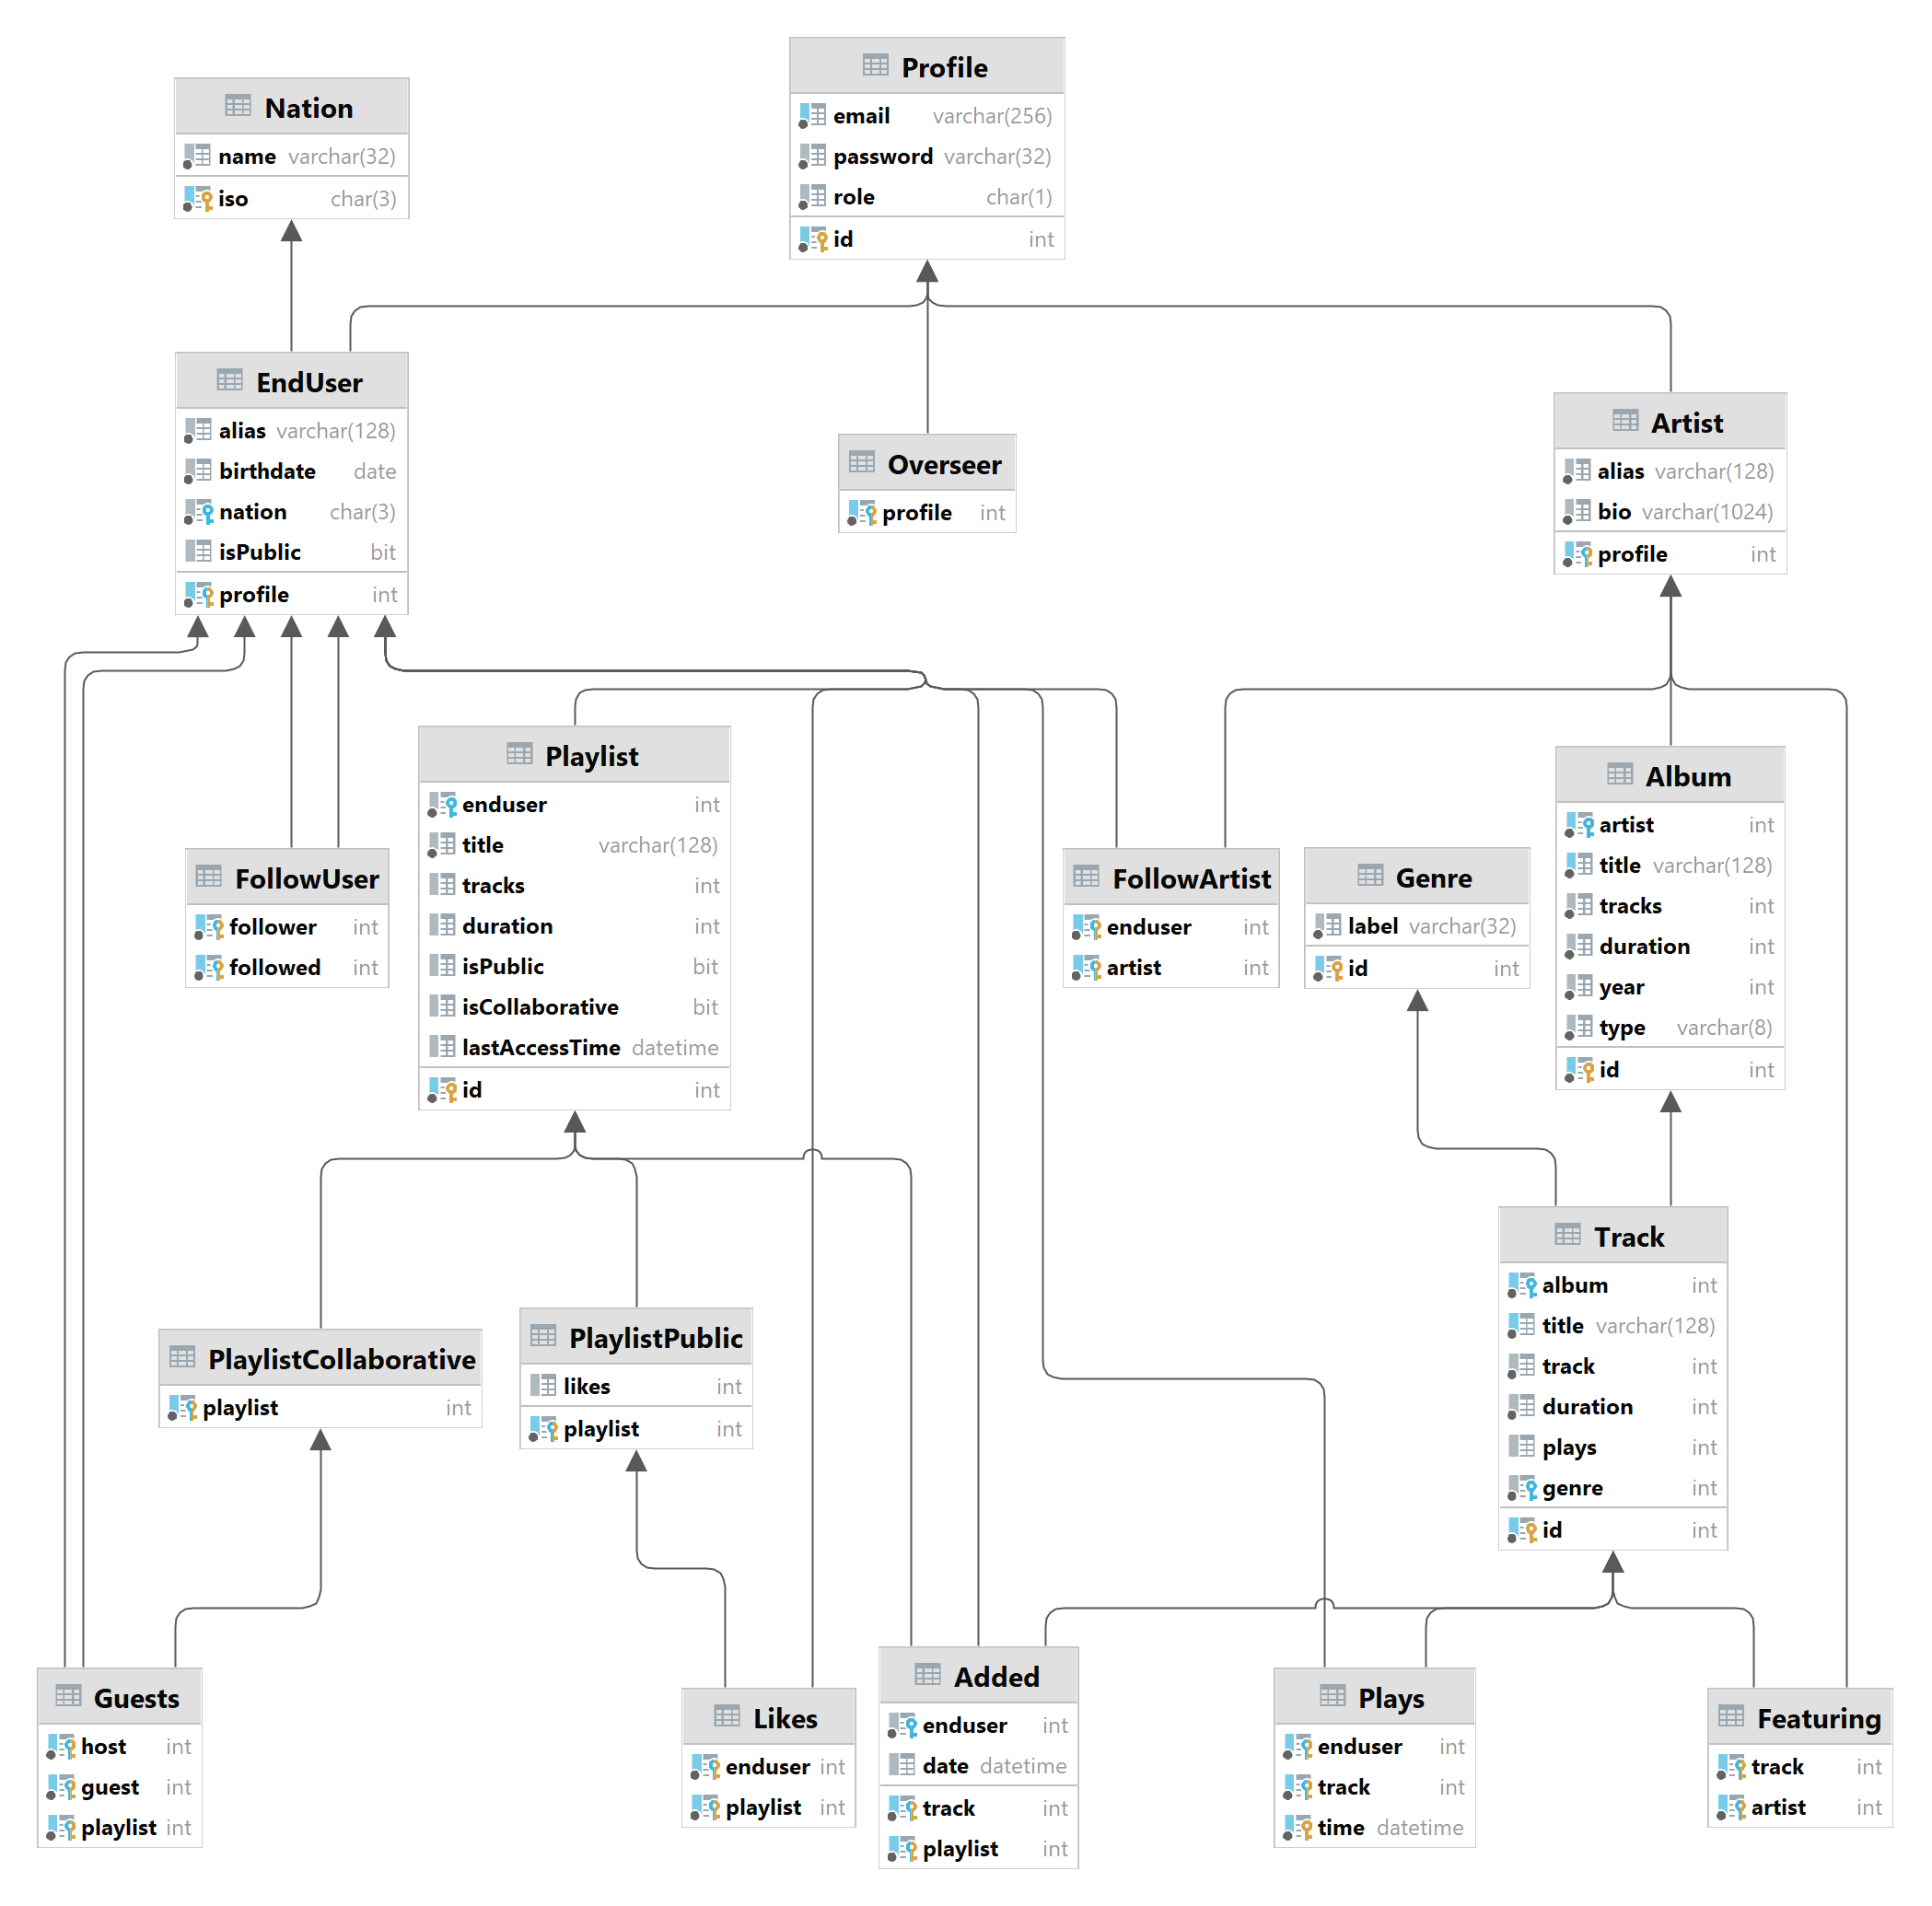 Profile
email varchar(256)
password varchar(32)
role char(1)
id int
Nation
name varchar(32)
iso char(3)
EndUser
alias varchar(128)
birthdate date
nation char(3)
isPublic bit
profile int
Overseer
profile int
Artist
alias varchar(128)
bio varchar(1024)
profile int
Playlist
enduser int
title varchar(128)
tracks int
duration int
isPublic bit
isCollaborative bit
lastAccessTime datetime
id int
FollowUser
follower int
followed int
FollowArtist
enduser int
artist int
Genre
label varchar(32)
id int
Album
artist int
title varchar(128)
tracks int
duration int
year int
type varchar(8)
id int
Track
album int
title varchar(128)
track int
duration int
plays int
genre int
id int
PlaylistCollaborative
playlist int
PlaylistPublic
likes int
playlist int
Guests
host int
guest int
playlist int
Likes
enduser int
playlist int
Added
enduser int
date datetime
track int
playlist int
Plays
enduser int
track int
time datetime
Featuring
track int
artist int